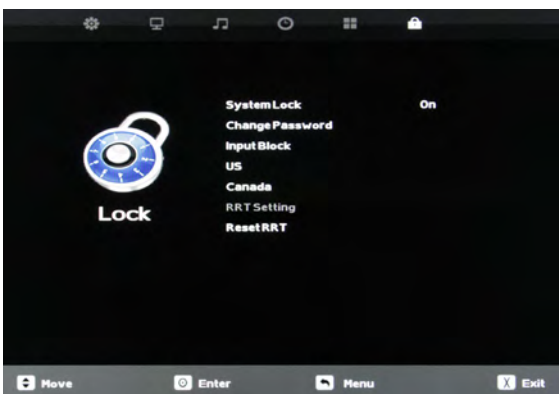 System Lock On
Change Password
Input Block
US
Canada
Lock
RRT Setting
Reset RRT
Move Enter Menu Exit